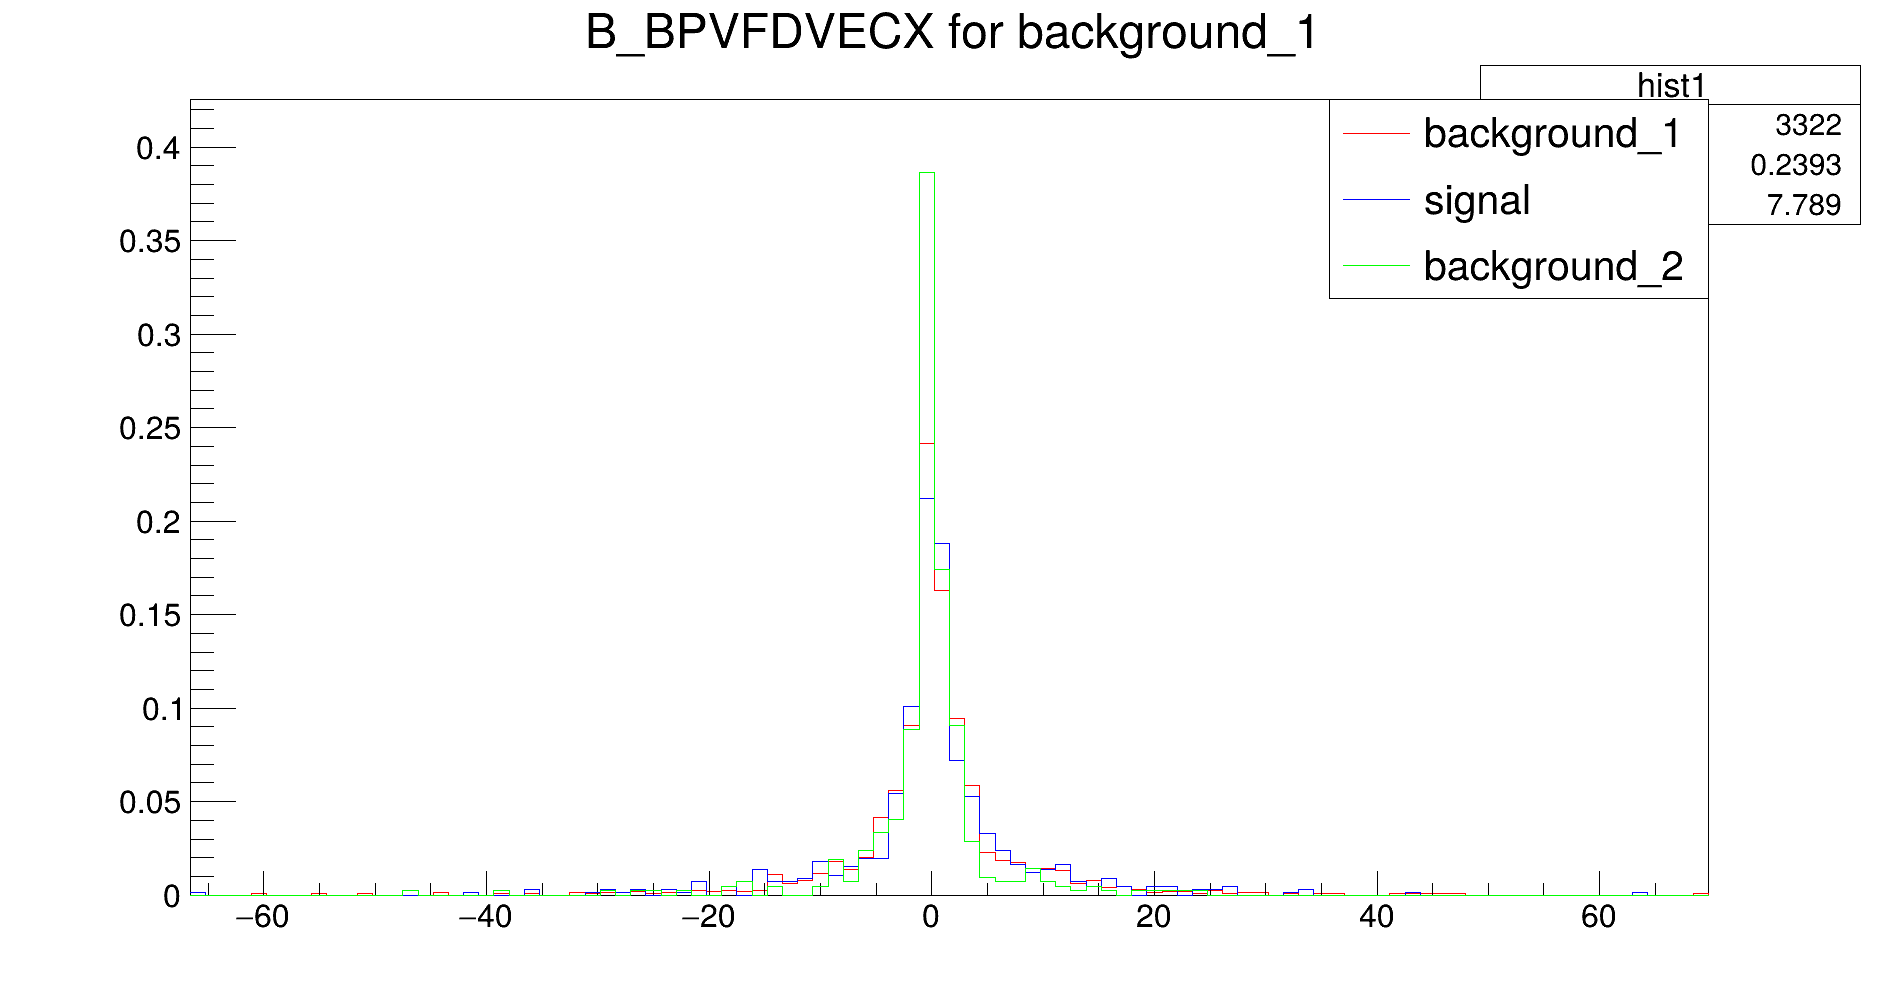 B_BPVFDVECX for background_1
hist1
3322
0.2393
7.789
background_1
signal
background_2
0.4
0.35
0.3
0.25
0.2
0.15
0.1
0.05
0
−60 −40 −20 0 20 40 60